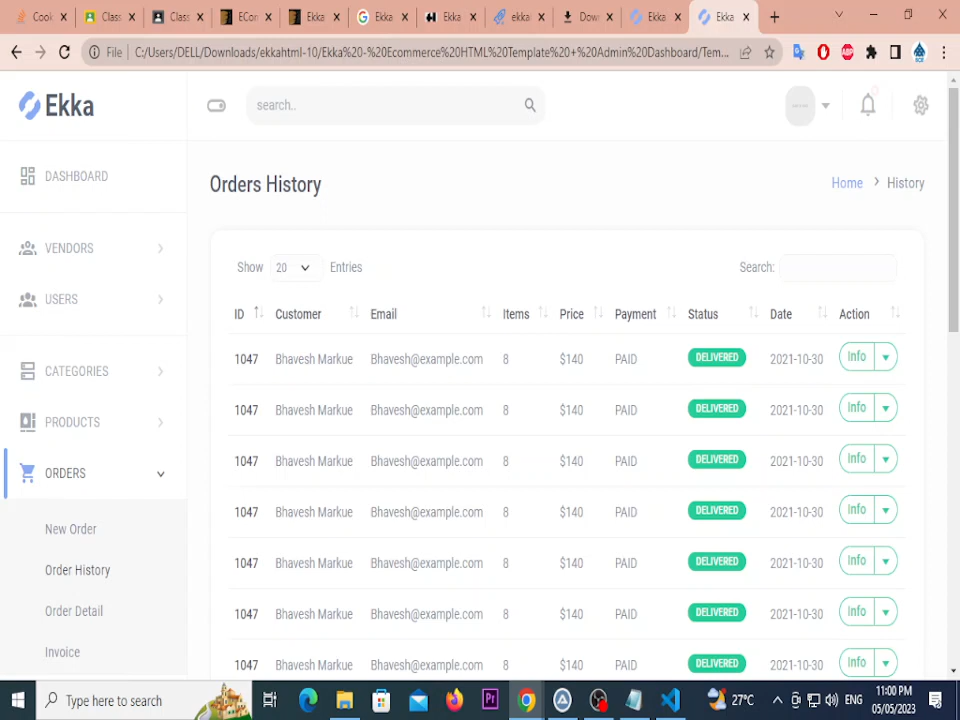 Cook
Class
Class
ECon
Ekka
Ekka
Ekka
ekka
Down
Ekka
Ekka
File C:/Users/DELL/Downloads/ekkahtml-10/Ekka%20-%20Ecommerce%20HTML%20Template%20+%20Admin%20Dashboard/Tem...
Ekka
search..
DASHBOARD
VENDORS
USERS
CATEGORIES
PRODUCTS
ORDERS
New Order
Order History
Order Detail
Invoice
Orders History
Home > History
Show 20 Entries
Search:
ID Customer Email Items Price Payment Status Date Action
1047 Bhavesh Markue Bhavesh@example.com 8 $140 PAID DELIVERED 2021-10-30 Info
1047 Bhavesh Markue Bhavesh@example.com 8 $140 PAID DELIVERED 2021-10-30 Info
1047 Bhavesh Markue Bhavesh@example.com 8 $140 PAID DELIVERED 2021-10-30 Info
1047 Bhavesh Markue Bhavesh@example.com 8 $140 PAID DELIVERED 2021-10-30 Info
1047 Bhavesh Markue Bhavesh@example.com 8 $140 PAID DELIVERED 2021-10-30 Info
1047 Bhavesh Markue Bhavesh@example.com 8 $140 PAID DELIVERED 2021-10-30 Info
1047 Bhavesh Markue Bhavesh@example.com 8 $140 PAID DELIVERED 2021-10-30 Info
Type here to search
27°C
ENG
11:00 PM
05/05/2023